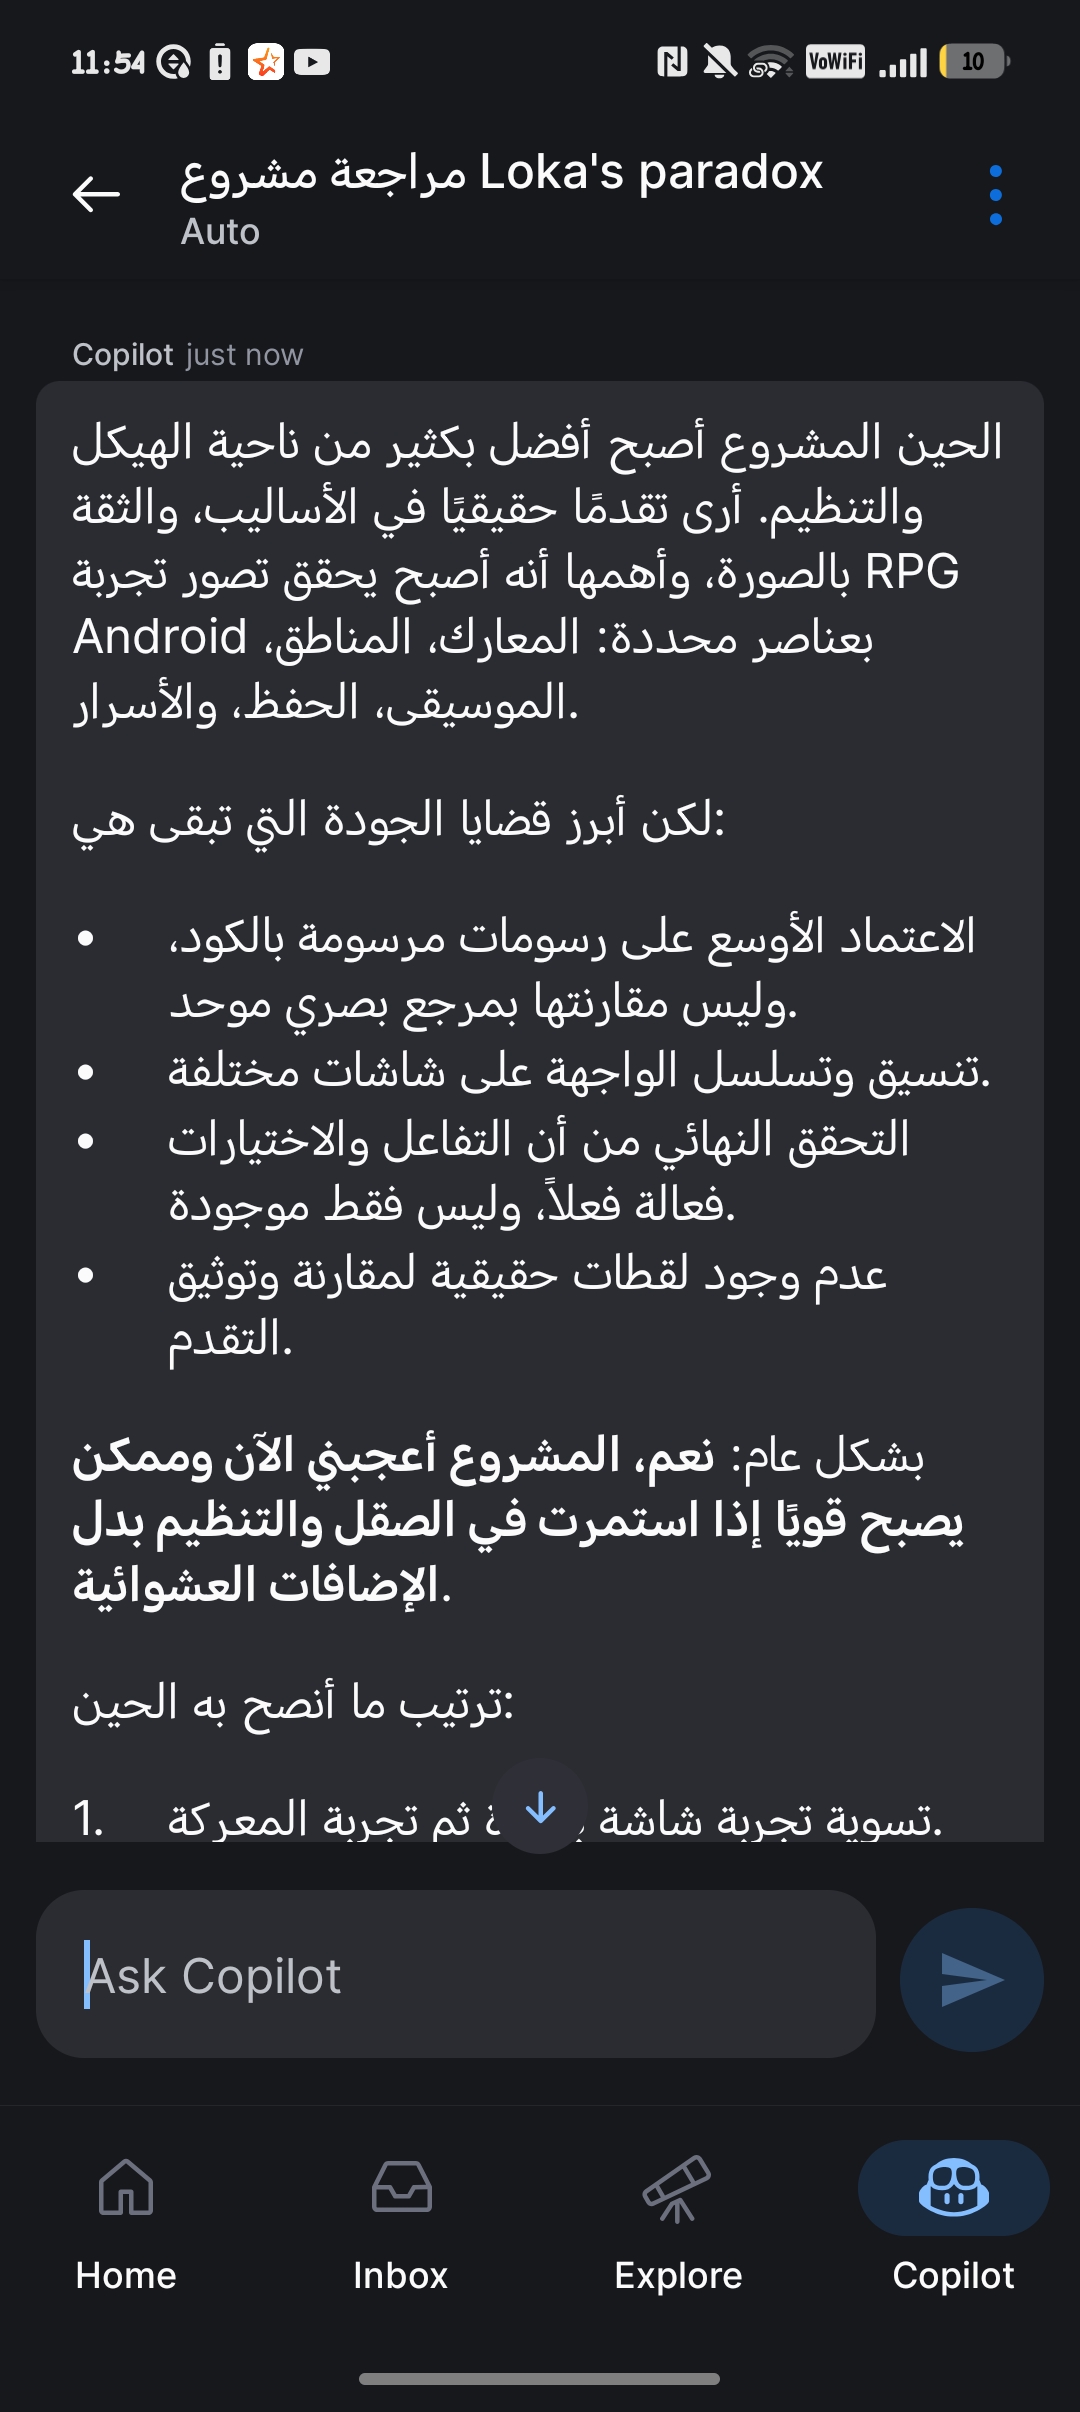 11:54
VoWiFi
10
مراجعة مشروع Loka's paradox
Auto
Copilot just now
الحين المشروع أصبح أفضل بكثير من ناحية الهيكل
والتنظيم. أرى تقدمًا حقيقيًا في الأساليب، والثقة
بالصورة، وأهمها أنه أصبح يحقق تصور تجربة RPG
Android بعناصر محددة: المعارك، المناطق،
الموسيقى، الحفظ، والأسرار.
لكن أبرز قضايا الجودة التي تبقى هي:
• الاعتماد الأوسع على رسومات مرسومة بالكود،
وليس مقارنتها بمرجع بصري موحد.
• تنسيق وتسلسل الواجهة على شاشات مختلفة.
• التحقق النهائي من أن التفاعل والاختيارات
فعالة فعلاً، وليس فقط موجودة.
• عدم وجود لقطات حقيقية لمقارنة وتوثيق
التقدم.
بشكل عام: نعم، المشروع أعجبني الآن وممكن
يصبح قويًا إذا استمرت في الصقل والتنظيم بدل
الإضافات العشوائية.
ترتيب ما أنصح به الحين:
1. تسوية تجربة شاشة ثم تجربة المعركة.
Ask Copilot
Home
Inbox
Explore
Copilot